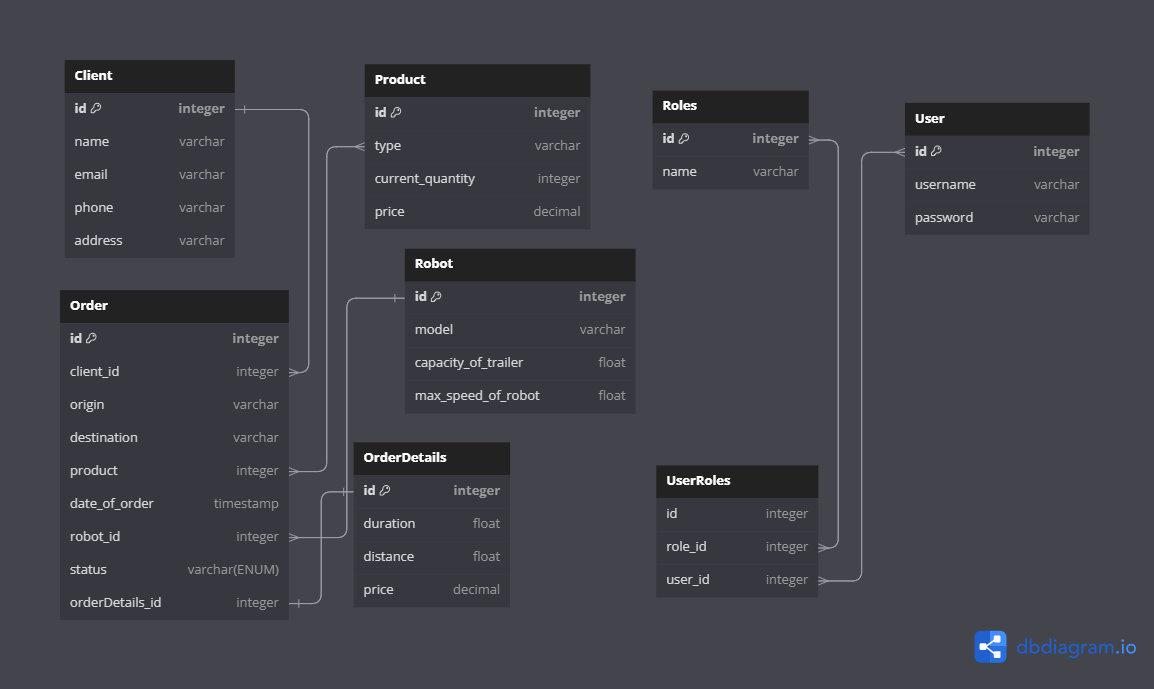 Client
id integer
name varchar
email varchar
phone varchar
address varchar
Product
id integer
type varchar
current_quantity integer
price decimal
Roles
id integer
name varchar
User
id integer
username varchar
password varchar
Robot
id integer
model varchar
capacity_of_trailer float
max_speed_of_robot float
Order
id integer
client_id integer
origin varchar
destination varchar
product integer
date_of_order timestamp
robot_id integer
status varchar(ENUM)
orderDetails_id integer
OrderDetails
id integer
duration float
distance float
price decimal
UserRoles
id integer
role_id integer
user_id integer
dbdiagram.io